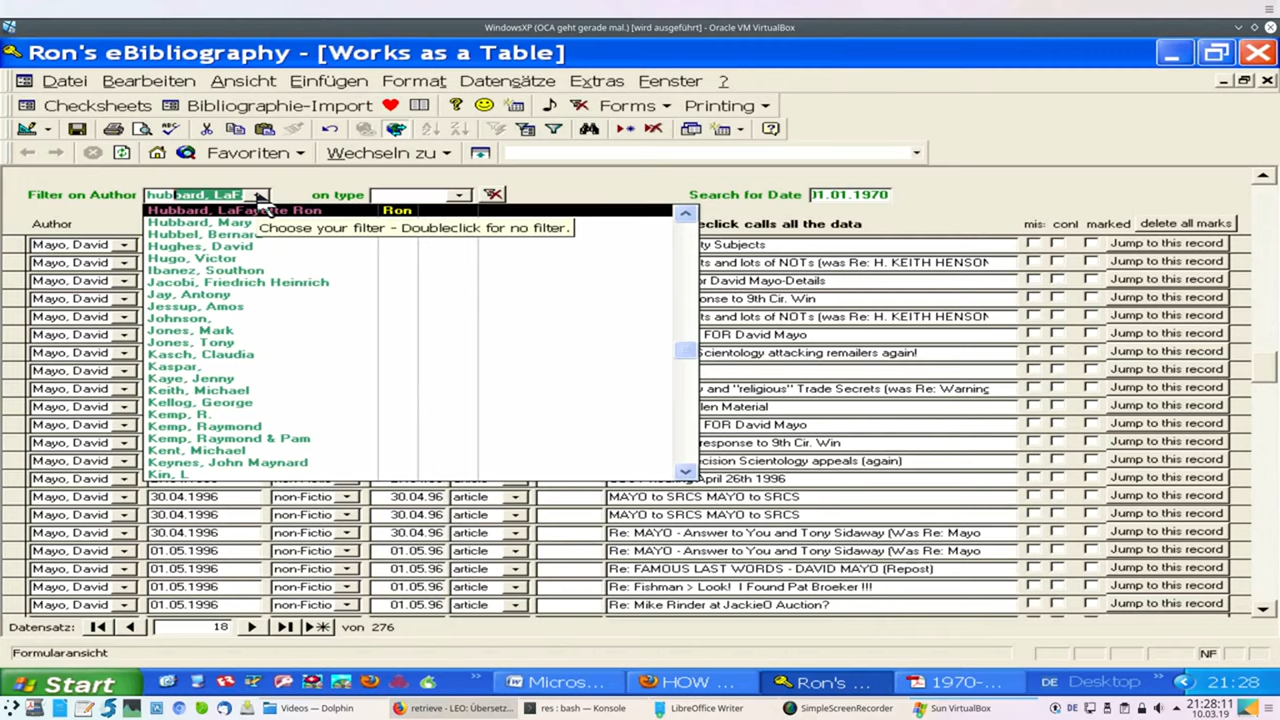 WindowsXP (OCA geht gerade mal.) [wird ausgeführt] - Oracle VM VirtualBox
Ron's eBibliography - [Works as a Table]
Datei Bearbeiten Ansicht Einfügen Format Datensätze Extras Fenster ?
Checksheets Bibliographie-Import Forms Printing
Favoriten Wechseln zu
Filter on Author hubbard, LaF on type Search for Date 01.01.1970
Author eclick calls all the data mis: conl marked delete all marks
Hubbard, LaFayette Ron Ron
Hubbard, Mary
Choose your filter - Doubleclick for no filter.
Hubbel, Berna
Hughes, David
Hugo, Victor
Ibanez, Southon
Jacobi, Friedrich Heinrich
Jay, Antony
Jessup, Amos
Johnson,
Jones, Mark
Jones, Tony
Kasch, Claudia
Kaspar,
Kaye, Jenny
Keith, Michael
Kellog, George
Kemp, R.
Kemp, Raymond
Kemp, Raymond & Pam
Kent, Michael
Keynes, John Maynard
Kin, L
Mayo, David ty Subjects Jump to this record
Mayo, David ts and lots of NOTs (was Re: H. KEITH HENSON Jump to this record
Mayo, David or David Mayo-Details Jump to this record
Mayo, David onse to 9th Cir. Win Jump to this record
Mayo, David ts and lots of NOTs (was Re: H. KEITH HENSON Jump to this record
Mayo, David FOR David Mayo Jump to this record
Mayo, David Scientology attacking remailers again! Jump to this record
Mayo, David Jump to this record
Mayo, David and "religious" Trade Secrets (was Re: Warning Jump to this record
Mayo, David len Material Jump to this record
Mayo, David FOR David Mayo Jump to this record
Mayo, David response to 9th Cir. Win Jump to this record
Mayo, David cision Scientology appeals (again) Jump to this record
Mayo, David April 26th 1996 Jump to this record
Mayo, David 30.04.1996 non-Fictio 30.04.96 article MAYO to SRCS MAYO to SRCS Jump to this record
Mayo, David 30.04.1996 non-Fictio 30.04.96 article MAYO to SRCS MAYO to SRCS Jump to this record
Mayo, David 30.04.1996 non-Fictio 30.04.96 article Re: MAYO - Answer to You and Tony Sidaway (Was Re: Mayo Jump to this record
Mayo, David 01.05.1996 non-Fictio 01.05.96 article Re: MAYO - Answer to You and Tony Sidaway (Was Re: Mayo Jump to this record
Mayo, David 01.05.1996 non-Fictio 01.05.96 article Re: FAMOUS LAST WORDS - DAVID MAYO (Repost) Jump to this record
Mayo, David 01.05.1996 non-Fictio 01.05.96 article Re: Fishman > Look! I Found Pat Broeker !!! Jump to this record
Mayo, David 01.05.1996 non-Fictio 01.05.96 article Re: Mike Rinder at JackieO Auction? Jump to this record
Datensatz: 18 von 276
Formularansicht NF
Start Micros... HOW ... Ron's ... 1970-... DE Desktop 21:28
Videos — Dolphin retrieve - LEO: Übersetz... res : bash — Konsole LibreOffice Writer SimpleScreenRecorder Sun VirtualBox DE 21:28:11
10.03.19